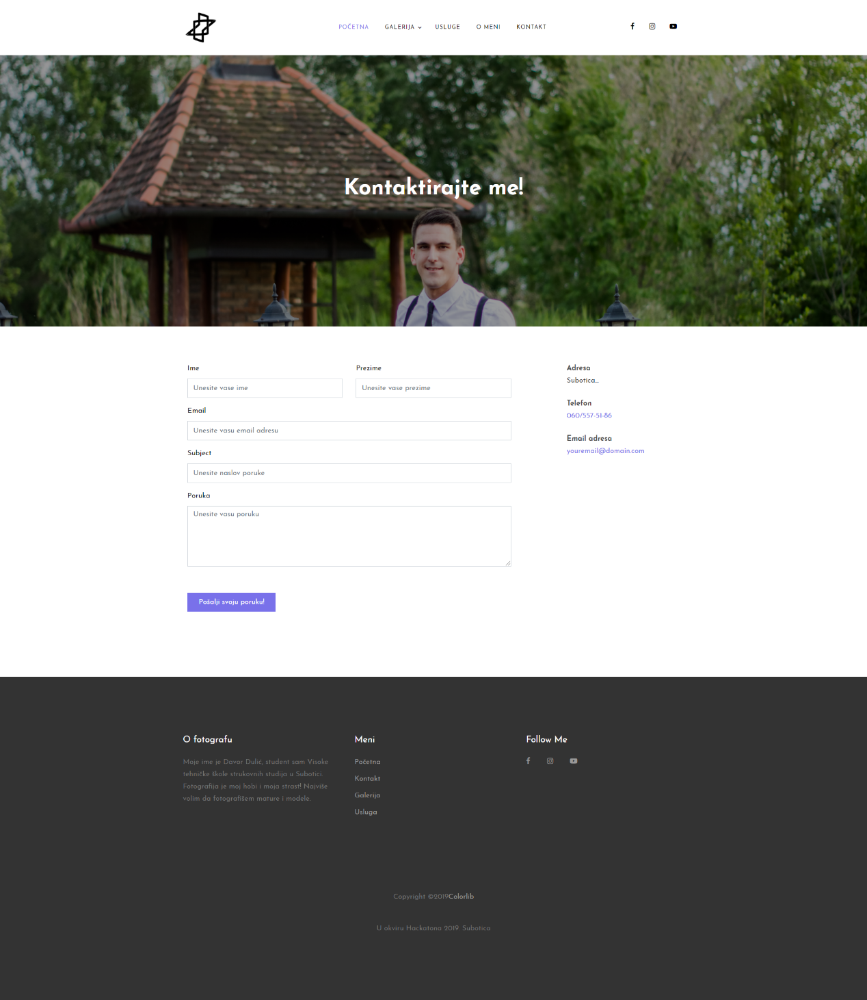 POČETNA
GALERIJA
USLUGE
O MENI
KONTAKT
Kontaktirajte me!
Ime
Prezime
Unesite vase ime
Unesite vase prezime
Email
Unesite vasu email adresu
Subject
Unesite naslov poruke
Poruka
Unesite vasu poruku
Pošalji svoju poruku!
Adresa
Subotica...
Telefon
060/557-51-86
Email adresa
youremail@domain.com
O fotografu
Moje ime je Davor Dulić, student sam Visoke
tehničke škole strukovnih studija u Subotici.
Fotografija je moj hobi i moja strast! Najviše
volim da fotografišem mature i modele.
Meni
Početna
Kontakt
Galerija
Usluga
Follow Me
Copyright ©2019Colorlib
U okviru Hackatona 2019. Subotica